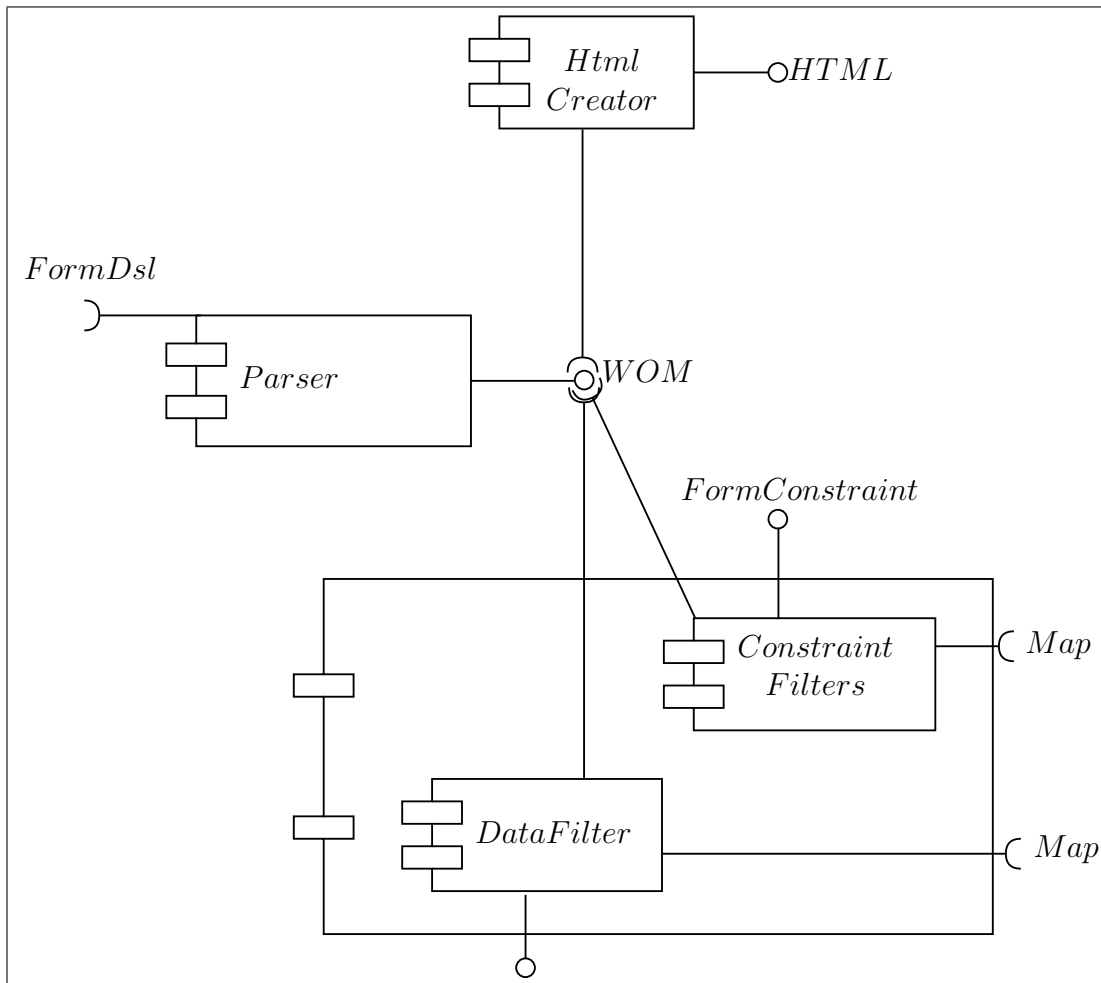 Html
Creator
HTML
FormDsl
Parser
WOM
FormConstraint
Constraint
Filters
Map
DataFilter
Map